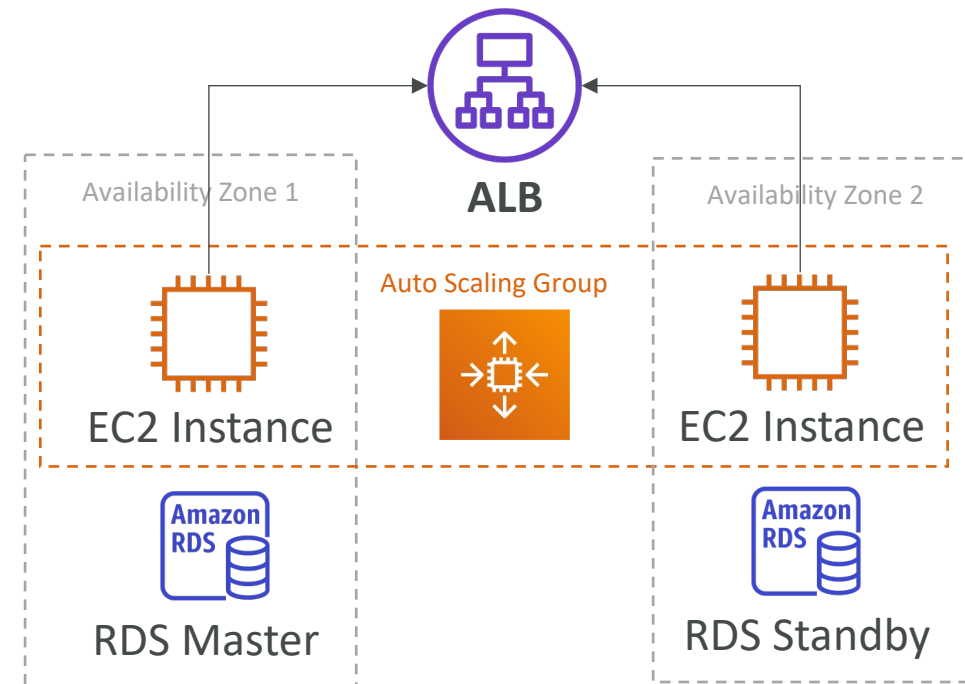 ALB
Availability Zone 1
Availability Zone 2
Auto Scaling Group
EC2 Instance
EC2 Instance
Amazon
RDS
RDS Master
Amazon
RDS
RDS Standby